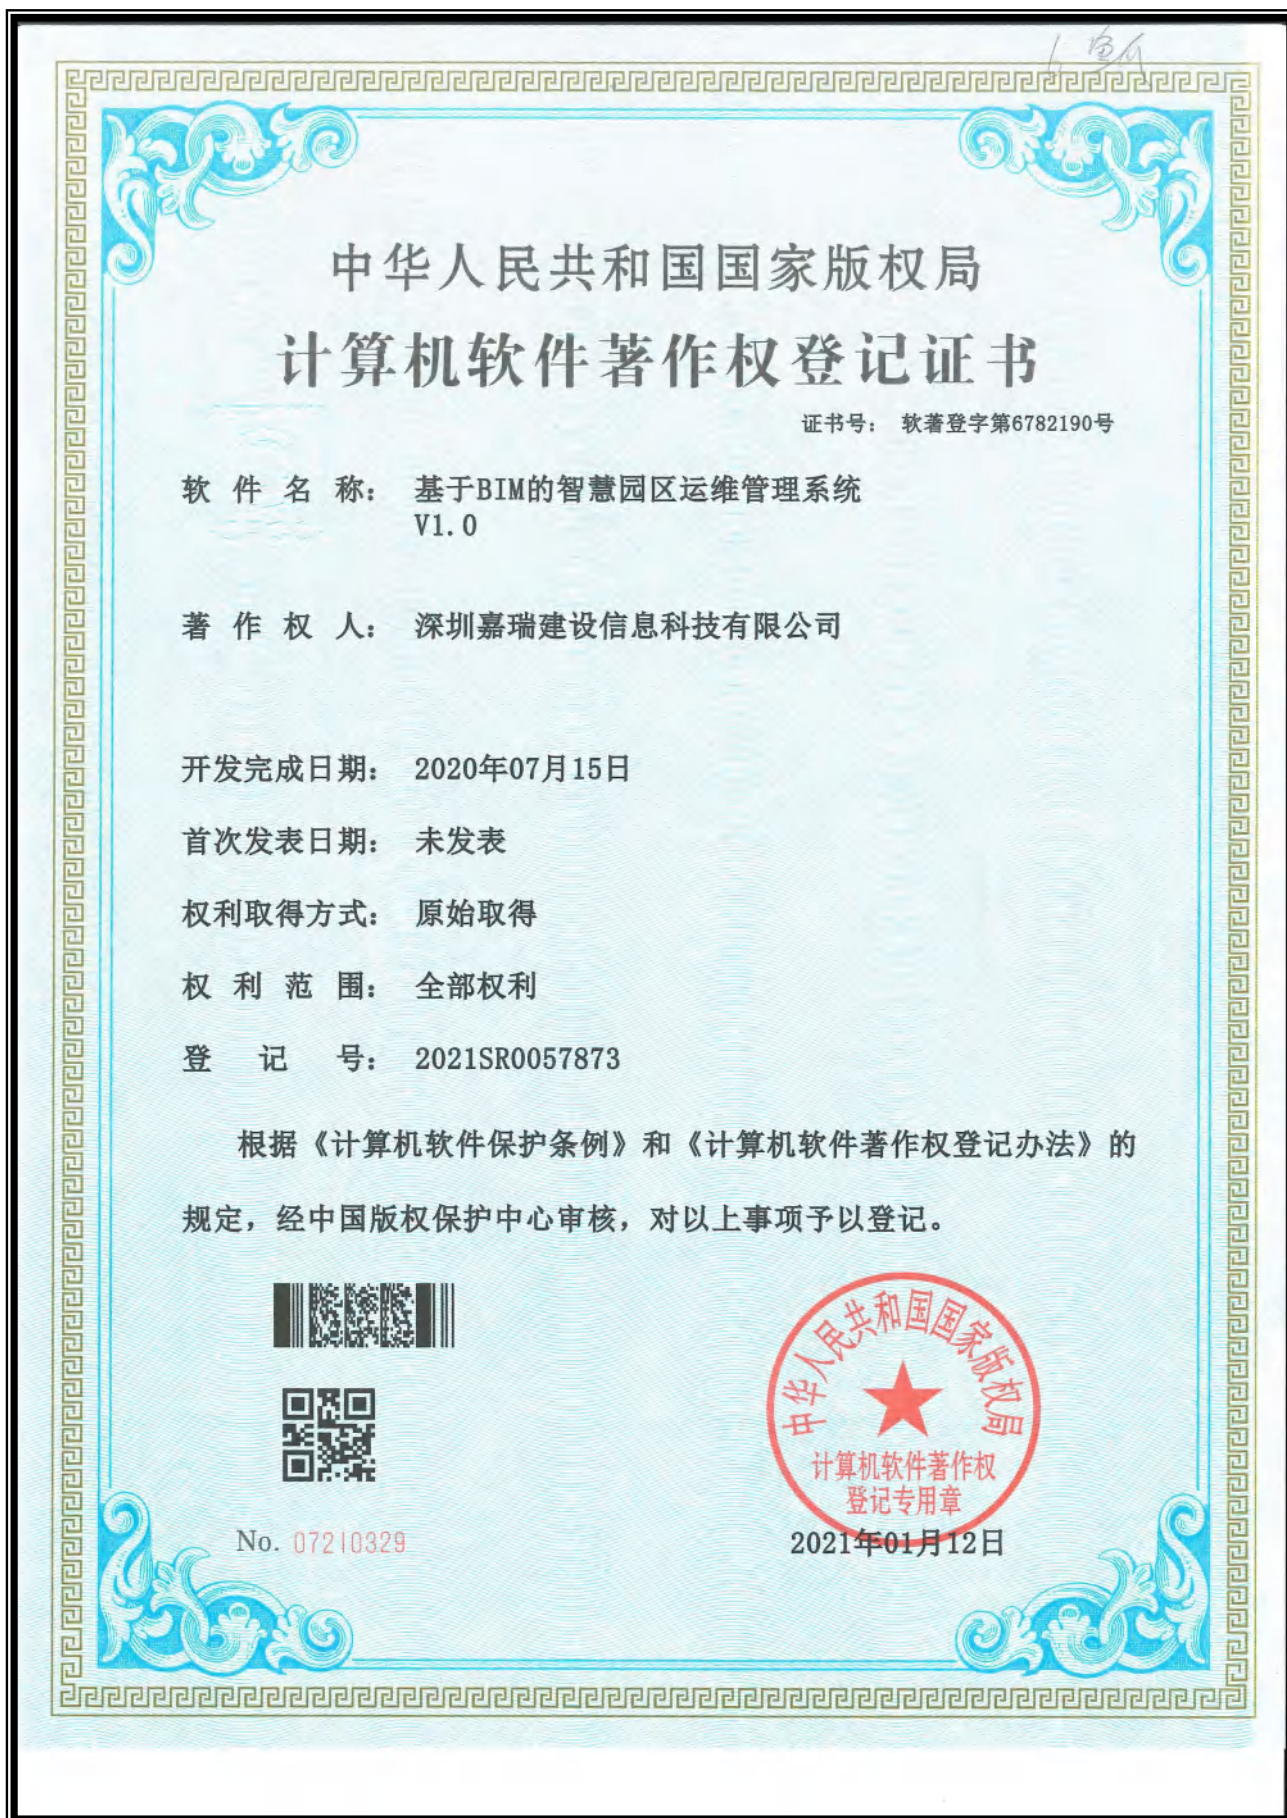 中华人民共和国国家版权局
计算机软件著作权登记证书
证书号： 软著登字第6782190号
软件名称： 基于BIM的智慧园区运维管理系统
V1.0
著作权人： 深圳嘉瑞建设信息科技有限公司
开发完成日期： 2020年07月15日
首次发表日期： 未发表
权利取得方式： 原始取得
权利范围： 全部权利
登记号： 2021SR0057873
根据《计算机软件保护条例》和《计算机软件著作权登记办法》的
规定，经中国版权保护中心审核，对以上事项予以登记。
中华人民共和国国家版权局
计算机软件著作权
登记专用章
No. 07210329
2021年01月12日